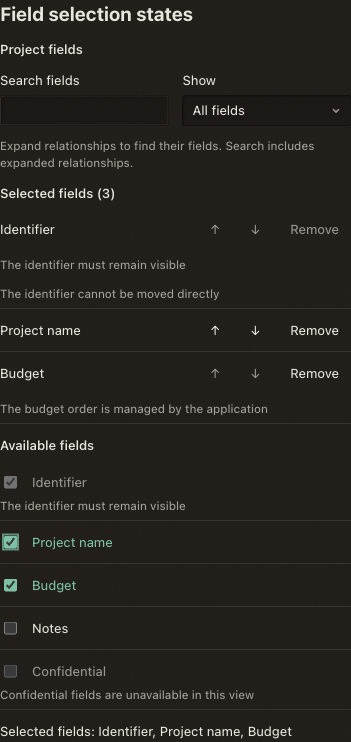 Field selection states
Project fields
Search fields
Show
All fields
Expand relationships to find their fields. Search includes
expanded relationships.
Selected fields (3)
Identifier ↑ ↓ Remove
The identifier must remain visible
The identifier cannot be moved directly
Project name ↑ ↓ Remove
Budget ↑ ↓ Remove
The budget order is managed by the application
Available fields
Identifier
The identifier must remain visible
Project name
Budget
Notes
Confidential
Confidential fields are unavailable in this view
Selected fields: Identifier, Project name, Budget